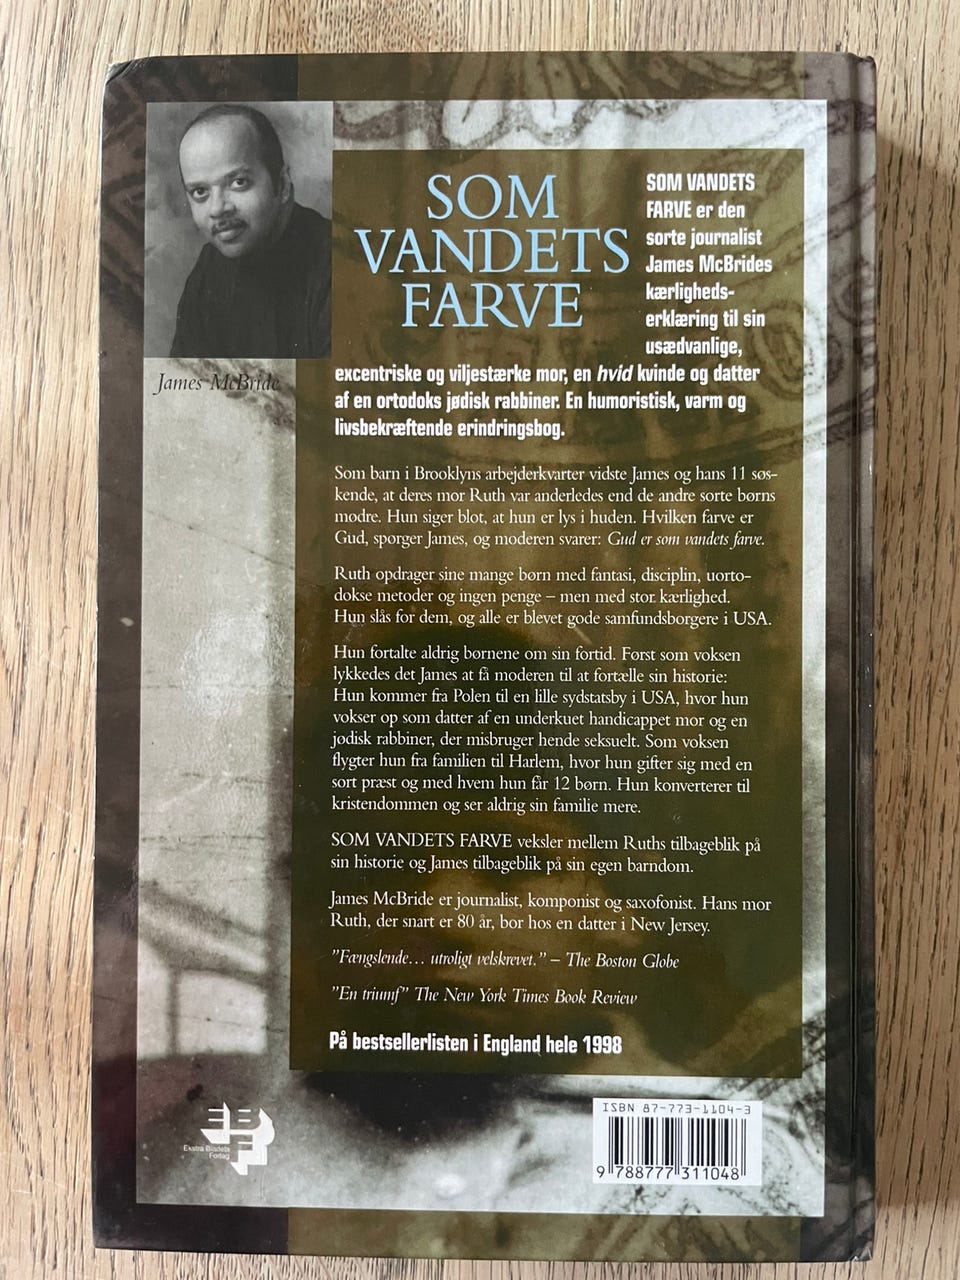 SOM
VANDETS
FARVE
SOM VANDETS
FARVE er den
sorte journalist
James McBrides
kærligheds-
erklæring til sin
usædvanlige,
excentriske og viljestærke mor, en hvid kvinde og datter
af en ortodoks jødisk rabbiner. En humoristisk, varm og
livsbekræftende erindringsbog.
James McBride
Som barn i Brooklyns arbejderkvarter vidste James og hans 11 søs-
kende, at deres mor Ruth var anderledes end de andre sorte børns
mødre. Hun siger blot, at hun er lys i huden. Hvilken farve er
Gud, spørger James, og moderen svarer: Gud er som vandets farve.
Ruth opdrager sine mange børn med fantasi, disciplin, uorto-
dokse metoder og ingen penge – men med stor kærlighed.
Hun slås for dem, og alle er blevet gode samfundsborgere i USA.
Hun fortalte aldrig børnene om sin fortid. Først som voksen
lykkedes det James at få moderen til at fortælle sin historie:
Hun kommer fra Polen til en lille sydstatsby i USA, hvor hun
vokser op som datter af en underkuet handicappet mor og en
jødisk rabbiner, der misbruger hende seksuelt. Som voksen
flygter hun fra familien til Harlem, hvor hun gifter sig med en
sort præst og med hvem hun får 12 børn. Hun konverterer til
kristendommen og ser aldrig sin familie mere.
SOM VANDETS FARVE veksler mellem Ruths tilbageblik på
sin historie og James tilbageblik på sin egen barndom.
James McBride er journalist, komponist og saxofonist. Hans mor
Ruth, der snart er 80 år, bor hos en datter i New Jersey.
"Fængslende... utroligt velskrevet." – The Boston Globe
"En triumf" The New York Times Book Review
På bestsellerlisten i England hele 1998
EBF
Ekstra Bladets
Forlag
ISBN 87-773-1104-3
9 788777 311048